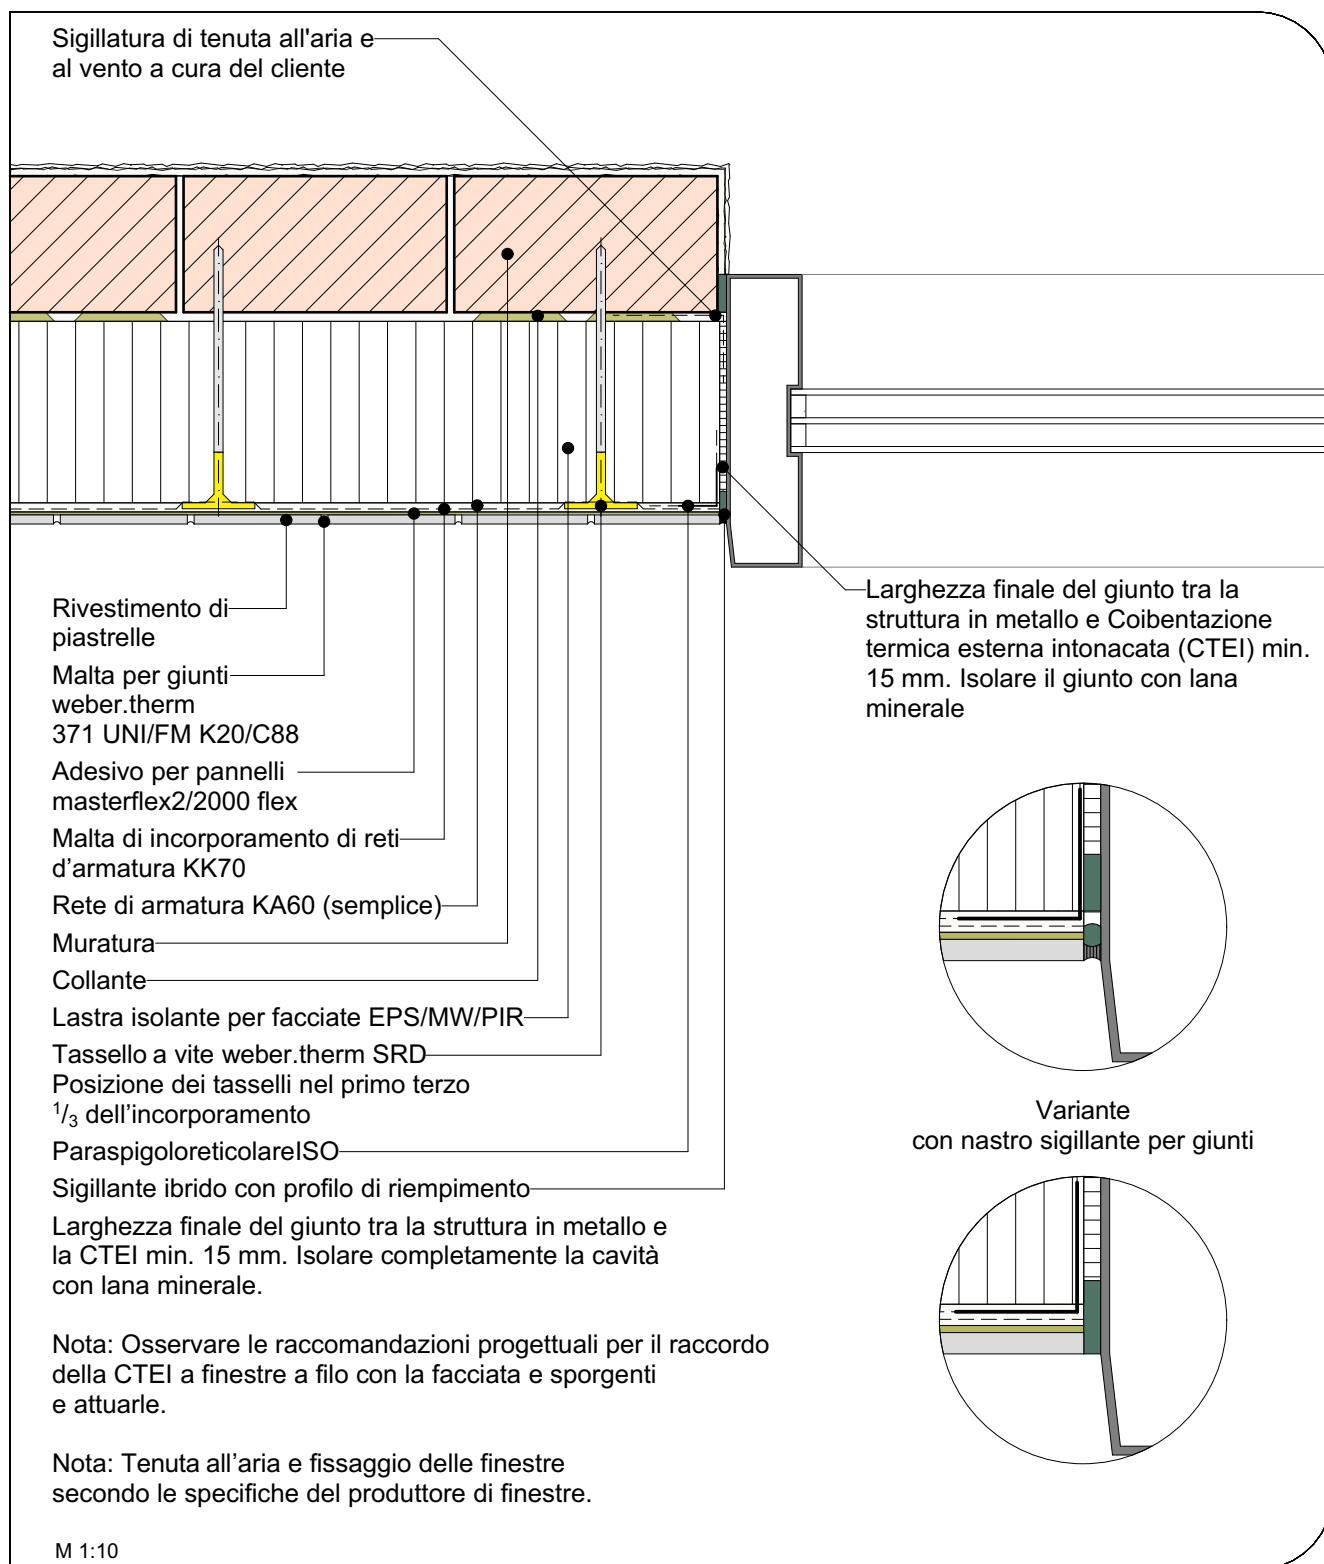 Sigillatura di tenuta all'aria e
al vento a cura del cliente
Rivestimento di
piastrelle
Malta per giunti
weber.therm
371 UNI/FM K20/C88
Adesivo per pannelli
masterflex2/2000 flex
Malta di incorporamento di reti
d’armatura KK70
Rete di armatura KA60 (semplice)
Muratura
Collante
Lastra isolante per facciate EPS/MW/PIR
Tassello a vite weber.therm SRD
Posizione dei tasselli nel primo terzo
1/3 dell’incorporamento
ParaspigoloreticolareISO
Sigillante ibrido con profilo di riempimento
Larghezza finale del giunto tra la struttura in metallo e
la CTEI min. 15 mm. Isolare completamente la cavità
con lana minerale.
Nota: Osservare le raccomandazioni progettuali per il raccordo
della CTEI a finestre a filo con la facciata e sporgenti
e attuarle.
Nota: Tenuta all’aria e fissaggio delle finestre
secondo le specifiche del produttore di finestre.
M 1:10
Larghezza finale del giunto tra la
struttura in metallo e Coibentazione
termica esterna intonacata (CTEI) min.
15 mm. Isolare il giunto con lana
minerale
Variante
con nastro sigillante per giunti